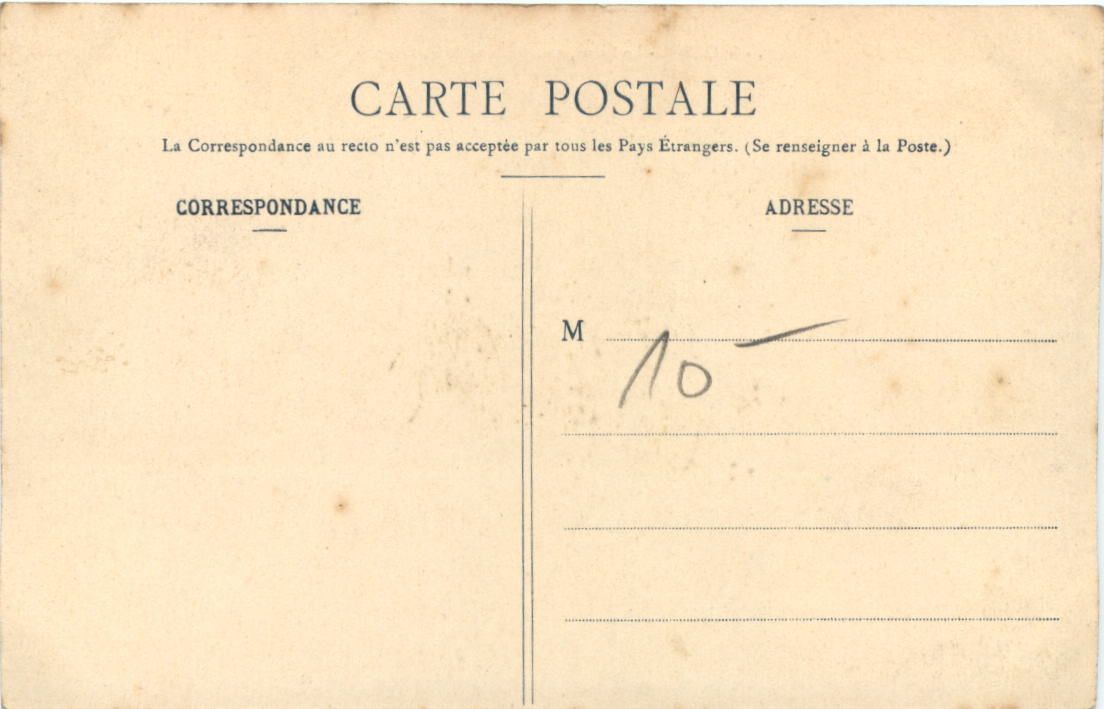 CARTE POSTALE
La Correspondance au recto n'est pas acceptée par tous les Pays Étrangers. (Se renseigner à la Poste.)
CORRESPONDANCE
ADRESSE
M
10 —